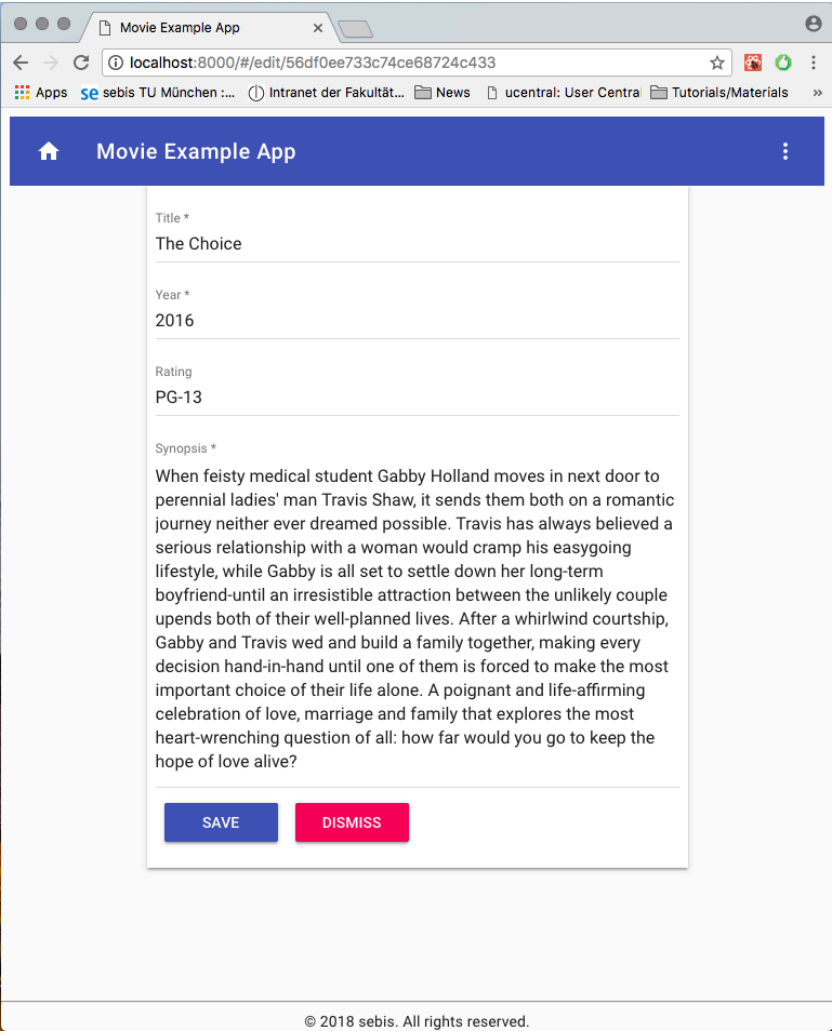 Movie Example App
localhost:8000/#/edit/56df0ee733c74ce68724c433
Apps se sebis TU München :... Intranet der Fakultät... News ucentral: User Central Tutorials/Materials »
Movie Example App
Title *
The Choice
Year *
2016
Rating
PG-13
Synopsis *
When feisty medical student Gabby Holland moves in next door to
perennial ladies' man Travis Shaw, it sends them both on a romantic
journey neither ever dreamed possible. Travis has always believed a
serious relationship with a woman would cramp his easygoing
lifestyle, while Gabby is all set to settle down her long-term
boyfriend-until an irresistible attraction between the unlikely couple
upends both of their well-planned lives. After a whirlwind courtship,
Gabby and Travis wed and build a family together, making every
decision hand-in-hand until one of them is forced to make the most
important choice of their life alone. A poignant and life-affirming
celebration of love, marriage and family that explores the most
heart-wrenching question of all: how far would you go to keep the
hope of love alive?
SAVE DISMISS
© 2018 sebis. All rights reserved.